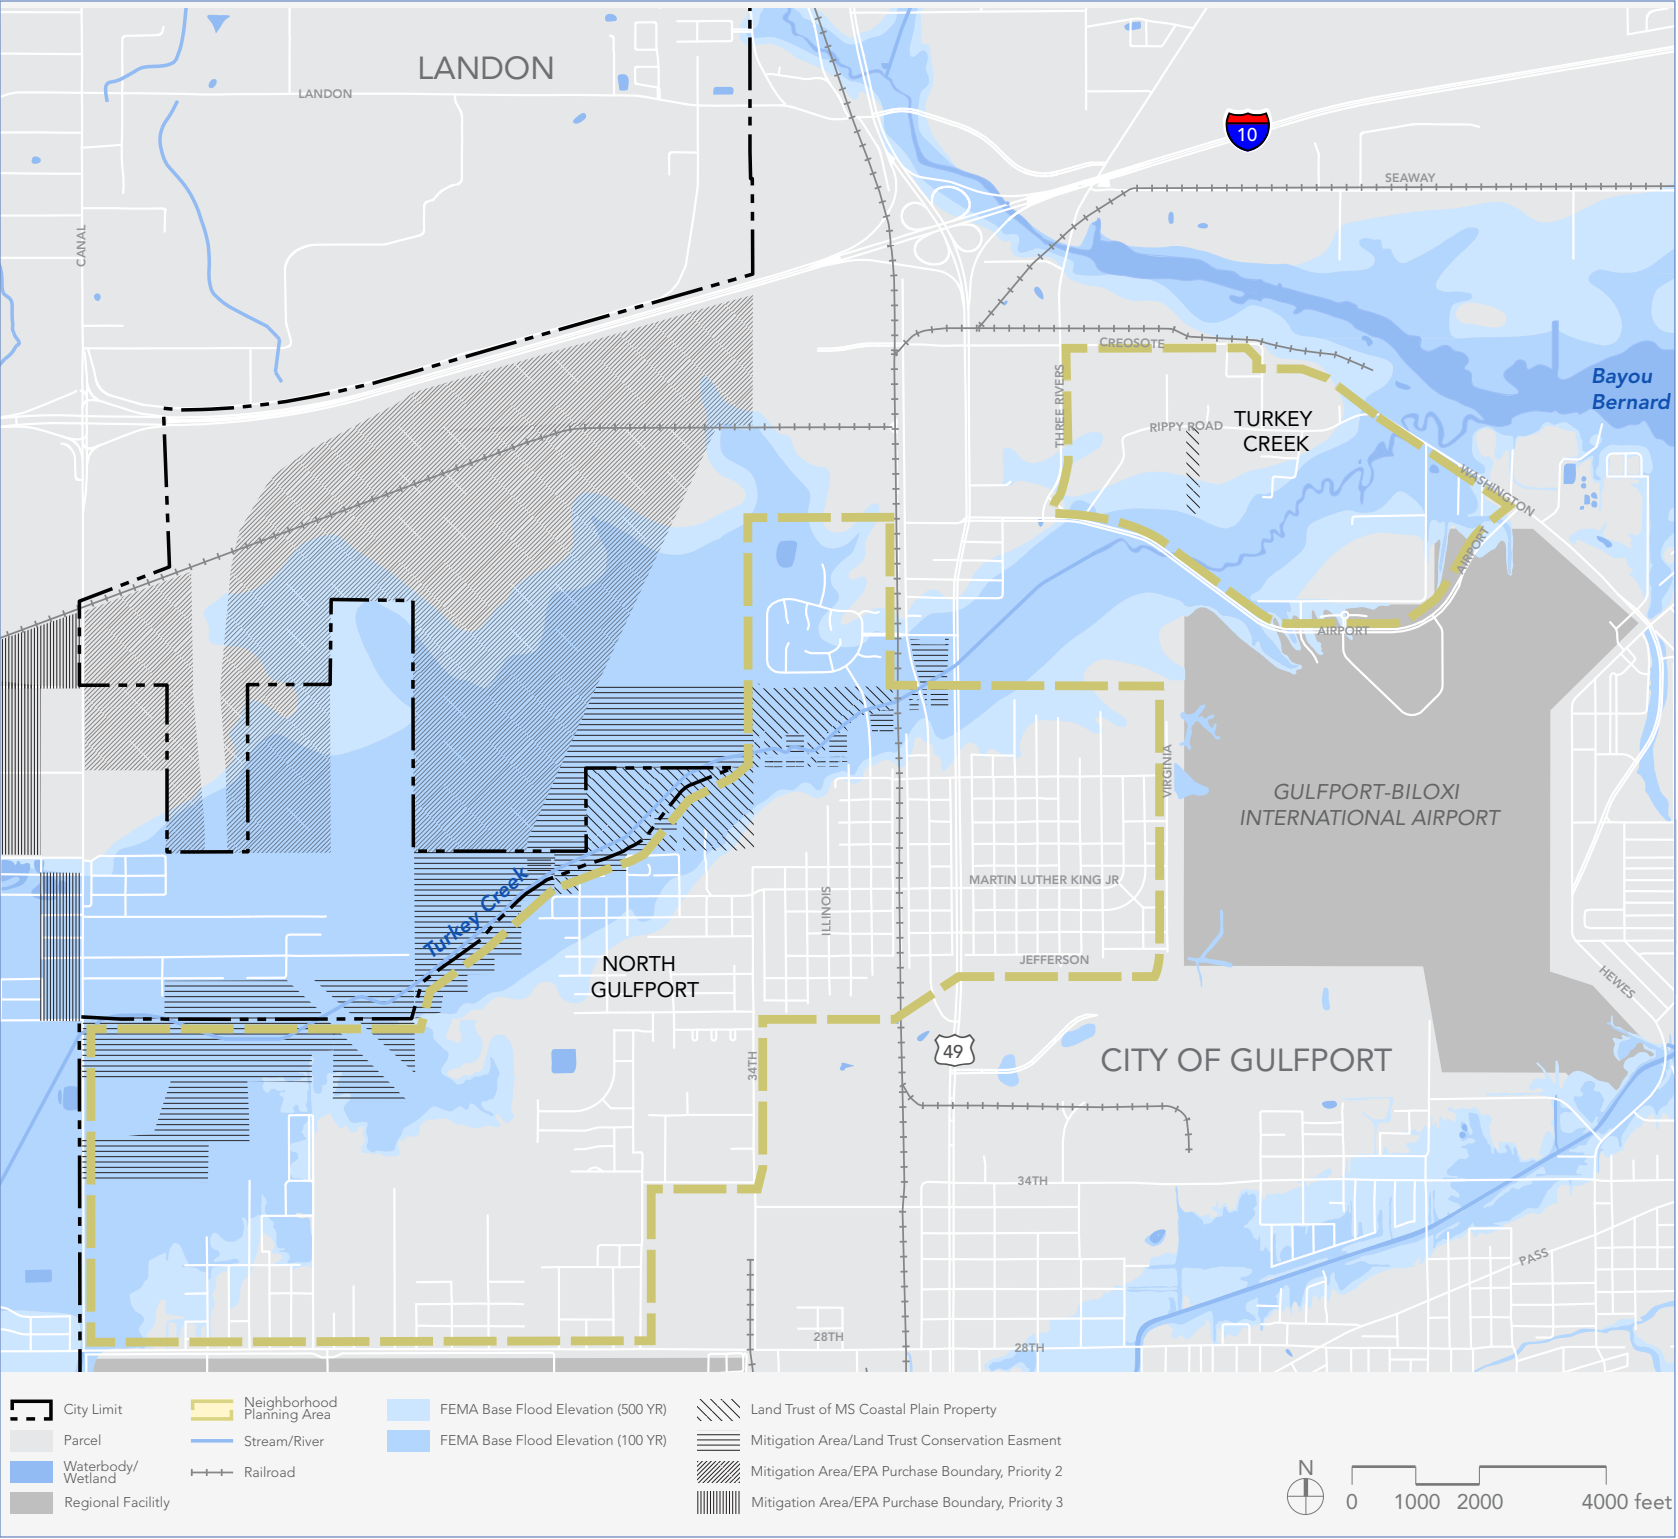 LANDON
LANDON
10
SEAWAY
CANAL
CREOSOTE
THREE RIVERS
Bayou
Bernard
RIPPY ROAD
TURKEY
CREEK
WASHINGTON
AIRPORT
AIRPORT
VIRGINIA
GULFPORT-BILOXI
INTERNATIONAL AIRPORT
MARTIN LUTHER KING JR
ILLINOIS
Turkey Creek
NORTH
GULFPORT
JEFFERSON
HEWES
49
CITY OF GULFPORT
34TH
34TH
PASS
28TH
28TH
City Limit
Parcel
Waterbody/
Wetland
Regional Facilitly
Neighborhood
Planning Area
Stream/River
Railroad
FEMA Base Flood Elevation (500 YR)
FEMA Base Flood Elevation (100 YR)
Land Trust of MS Coastal Plain Property
Mitigation Area/Land Trust Conservation Easment
Mitigation Area/EPA Purchase Boundary, Priority 2
Mitigation Area/EPA Purchase Boundary, Priority 3
N
0 1000 2000 4000 feet